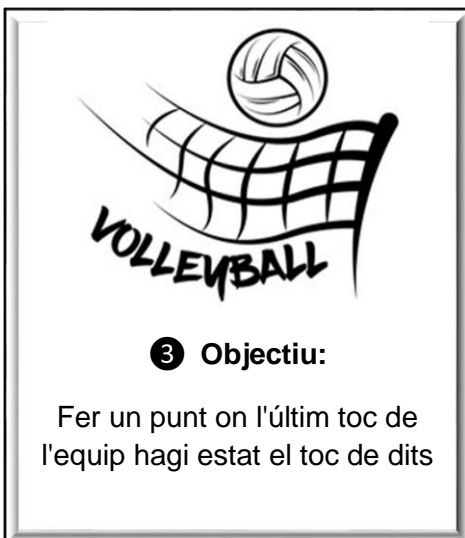 VOLLEYBALL
❸ Objectiu:
Fer un punt on l'últim toc de
l'equip hagi estat el toc de dits